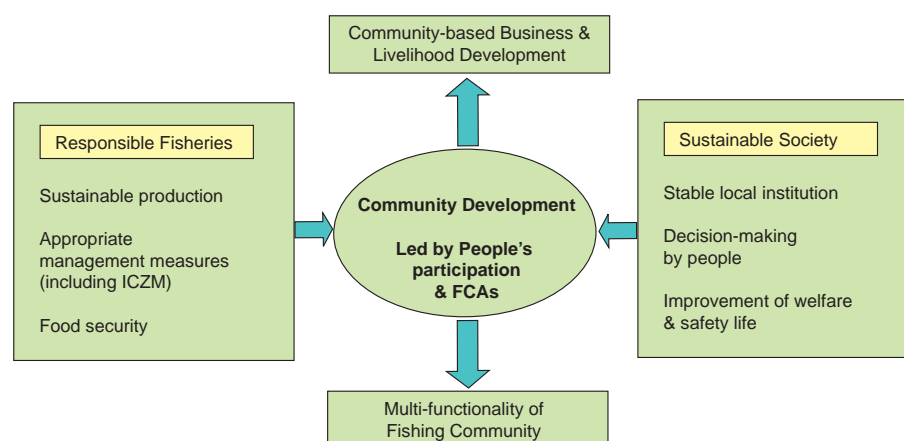 Community-based Business &
Livelihood Development
Responsible Fisheries
Sustainable production
Appropriate
management measures
(including ICZM)
Food security
Community Development
Led by People’s
participation
& FCAs
Sustainable Society
Stable local institution
Decision-making
by people
Improvement of welfare
& safety life
Multi-functionality of
Fishing Community